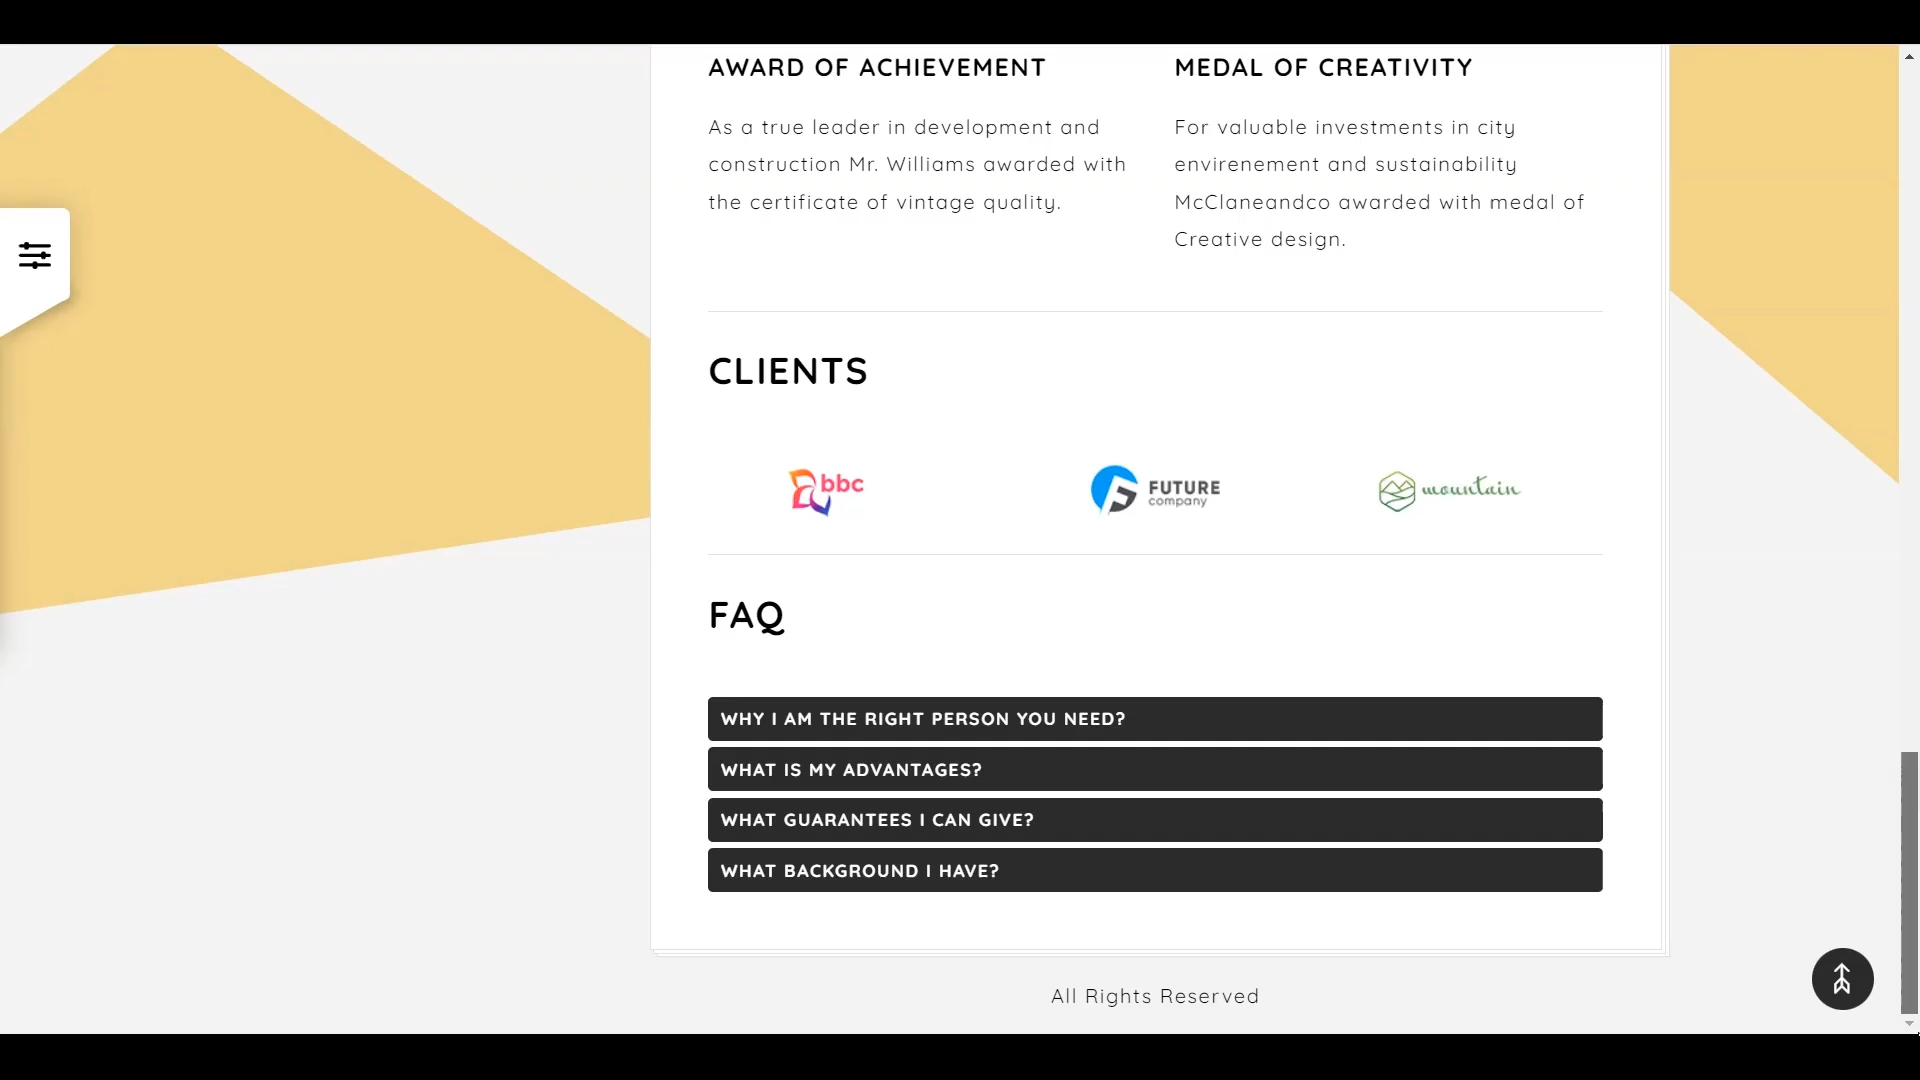 AWARD OF ACHIEVEMENT
As a true leader in development and
construction Mr. Williams awarded with
the certificate of vintage quality.
MEDAL OF CREATIVITY
For valuable investments in city
envirenement and sustainability
McClaneandco awarded with medal of
Creative design.
CLIENTS
bbc
FUTURE
company
mountain
FAQ
WHY I AM THE RIGHT PERSON YOU NEED?
WHAT IS MY ADVANTAGES?
WHAT GUARANTEES I CAN GIVE?
WHAT BACKGROUND I HAVE?
All Rights Reserved